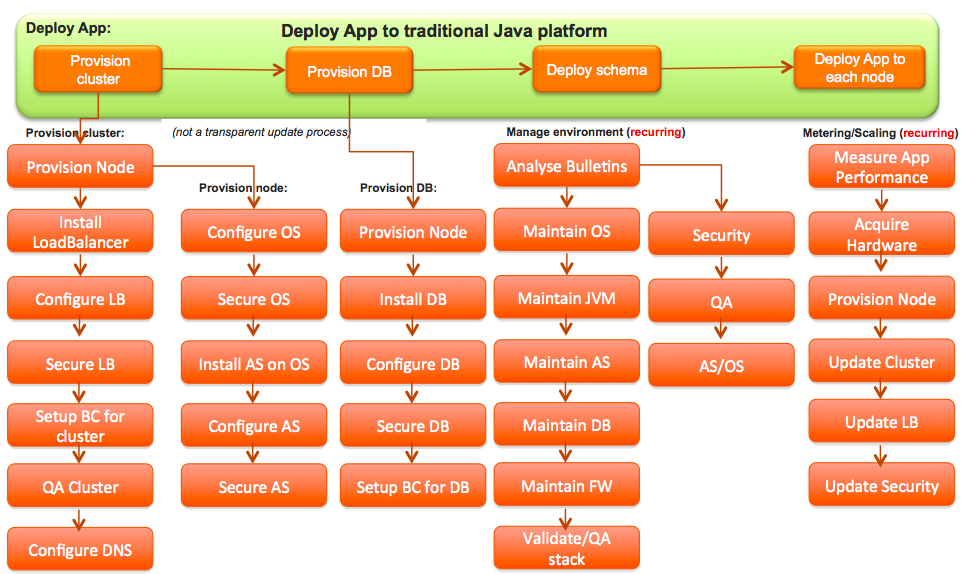 Deploy App:
Deploy App to traditional Java platform
Provision
cluster
Provision DB
Deploy schema
Deploy App to
each node
Provision cluster:
(not a transparent update process)
Manage environment (recurring)
Metering/Scaling (recurring)
Provision Node
Install
LoadBalancer
Configure LB
Secure LB
Setup BC for
cluster
QA Cluster
Configure DNS
Provision node:
Configure OS
Secure OS
Install AS on OS
Configure AS
Secure AS
Provision DB:
Provision Node
Install DB
Configure DB
Secure DB
Setup BC for DB
Analyse Bulletins
Maintain OS
Maintain JVM
Maintain AS
Maintain DB
Maintain FW
Validate/QA
stack
Security
QA
AS/OS
Measure App
Performance
Acquire
Hardware
Provision Node
Update Cluster
Update LB
Update Security